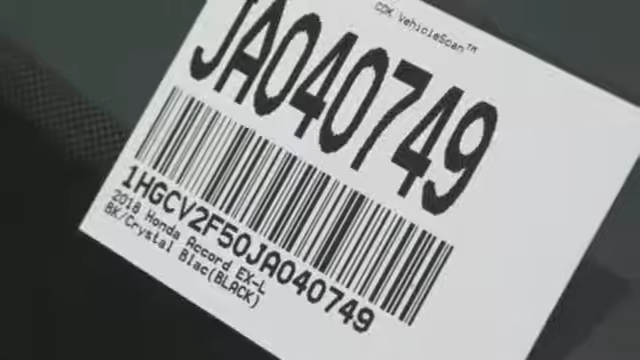 CDK VehicleScan™
JA040749
1HGCV2F50JA040749
2018 Honda Accord EX-L
BK/Crystal Blac(BLACK)